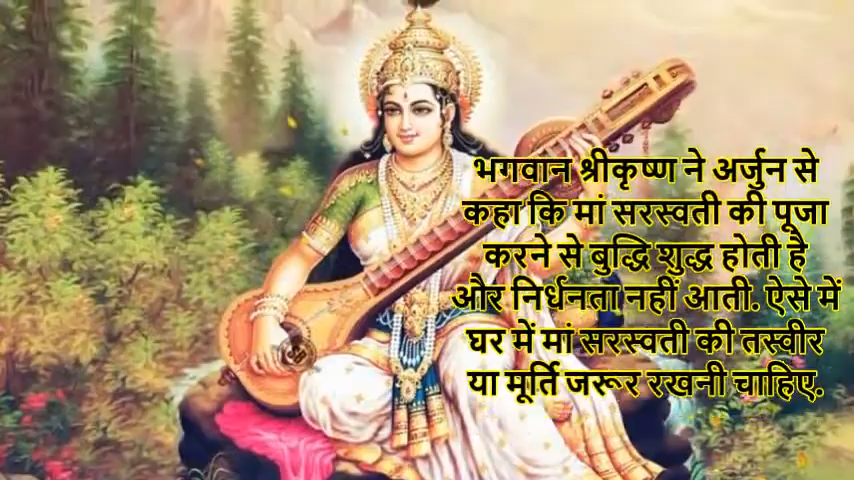 भगवान श्रीकृष्ण ने अर्जुन से
कहा कि मां सरस्वती की पूजा
करने से बुद्धि शुद्ध होती है
और निर्धनता नहीं आती. ऐसे में
घर में मां सरस्वती की तस्वीर
या मूर्ति जरूर रखनी चाहिए.